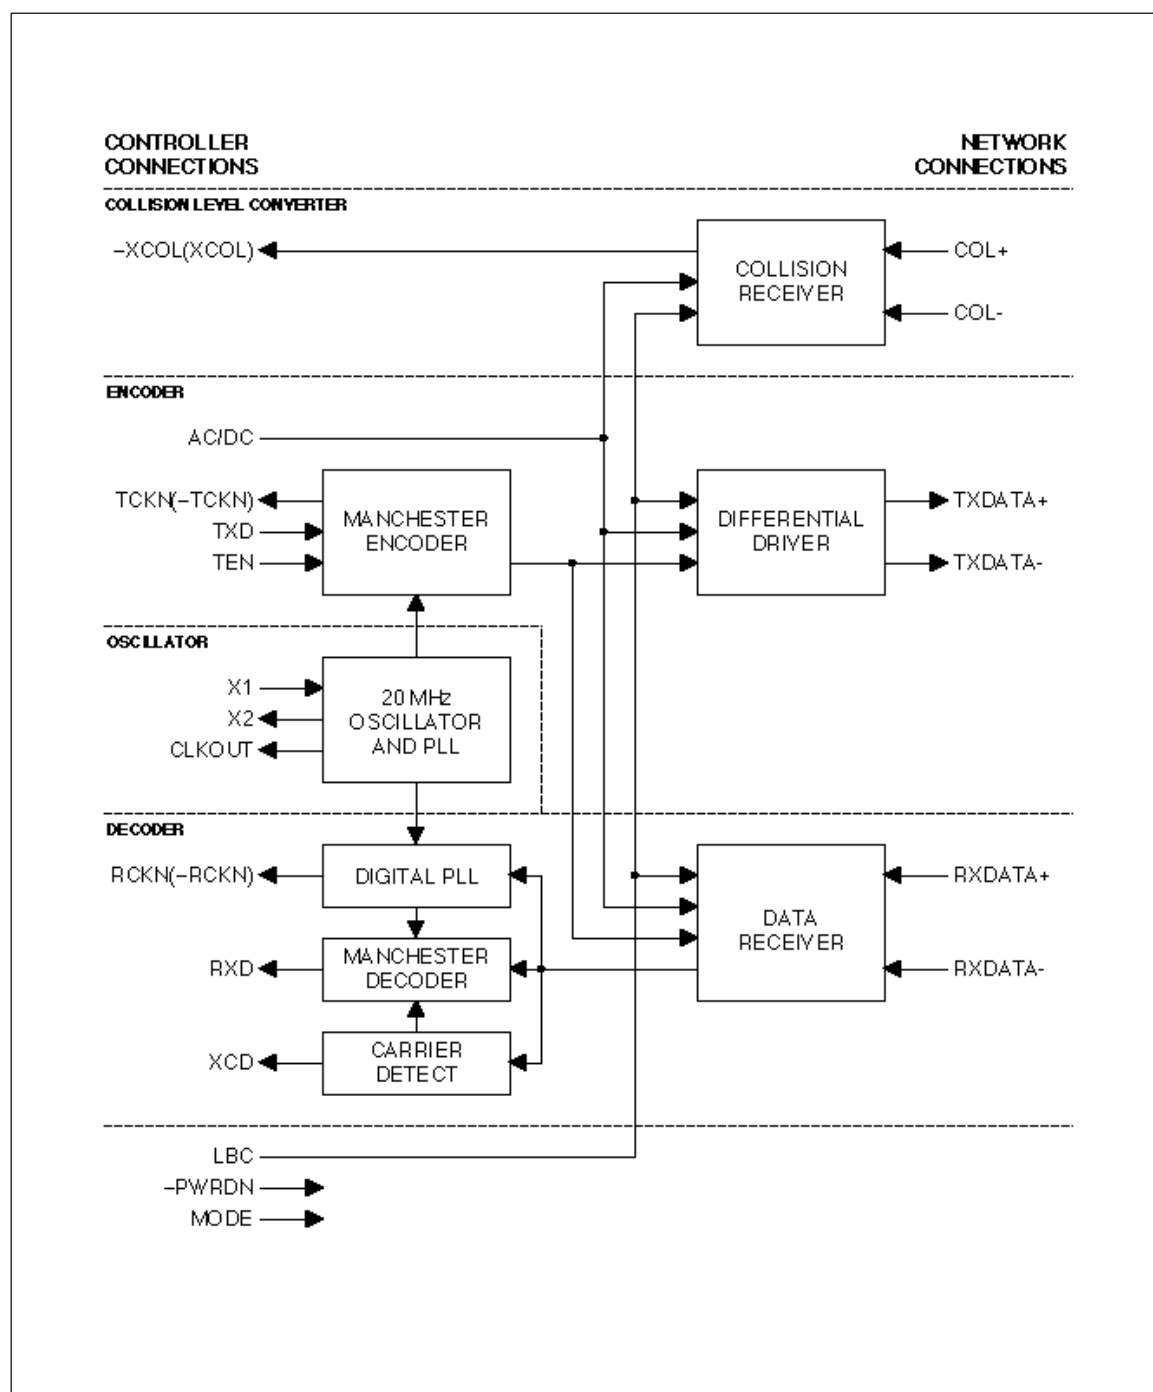 CONTROLLER
CONNECTIONS
NETWORK
CONNECTIONS
COLLISION LEVEL CONVERTER
–XCOL(XCOL)
COLLISION
RECEIVER
COL+
COL-
ENCODER
AC/DC
TCKN(–TCKN)
TXD
TEN
MANCHESTER
ENCODER
DIFFERENTIAL
DRIVER
TXDATA+
TXDATA-
OSCILLATOR
X1
X2
CLKOUT
20 MHz
OSCILLATOR
AND PLL
DECODER
RCKN(–RCKN)
DIGITAL PLL
RXD
MANCHESTER
DECODER
XCD
CARRIER
DETECT
DATA
RECEIVER
RXDATA+
RXDATA-
LBC
–PWRDN
MODE